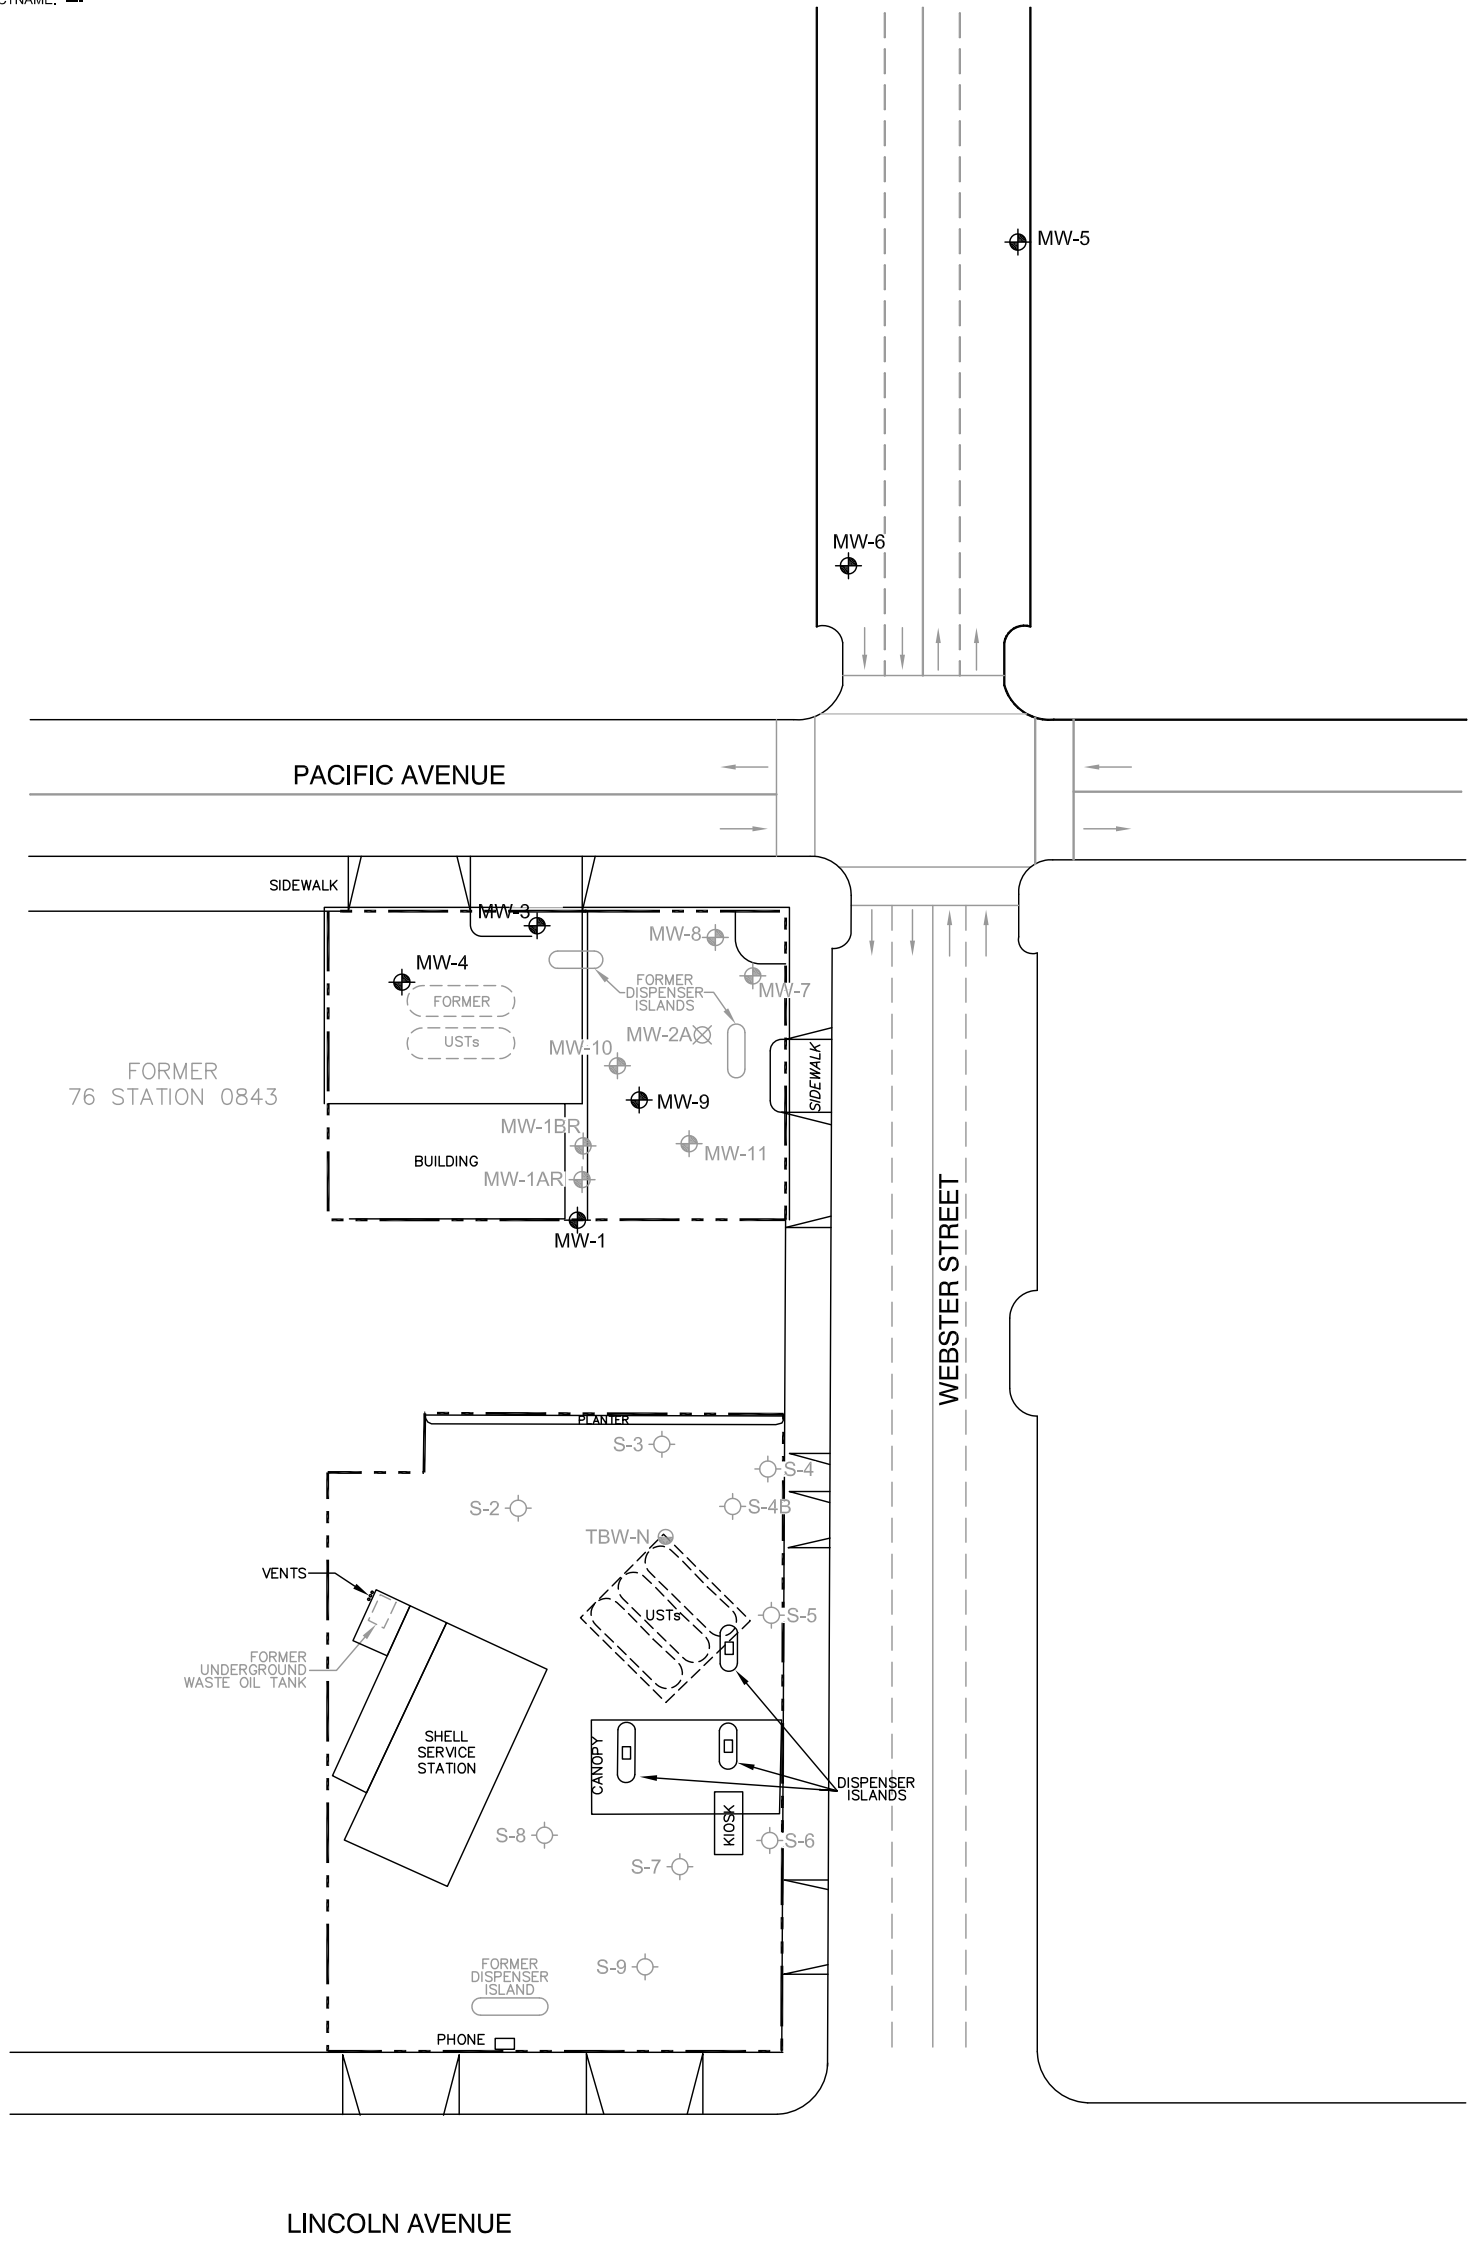 MW-5
MW-6
PACIFIC AVENUE
SIDEWALK
MW-3
MW-8
MW-4
FORMER
DISPENSER
ISLANDS
MW-7
FORMER
USTs
MW-2A
MW-10
FORMER
76 STATION 0843
SIDEWALK
MW-9
MW-1BR
MW-11
BUILDING
MW-1AR
MW-1
WEBSTER STREET
PLANTER
S-3
S-4
S-2
S-4B
TBW-N
VENTS
USTs
S-5
FORMER
UNDERGROUND
WASTE OIL TANK
SHELL
SERVICE
STATION
CANOPY
DISPENSER
ISLANDS
KIOSK
S-8
S-6
S-7
FORMER
DISPENSER
ISLAND
S-9
PHONE
LINCOLN AVENUE